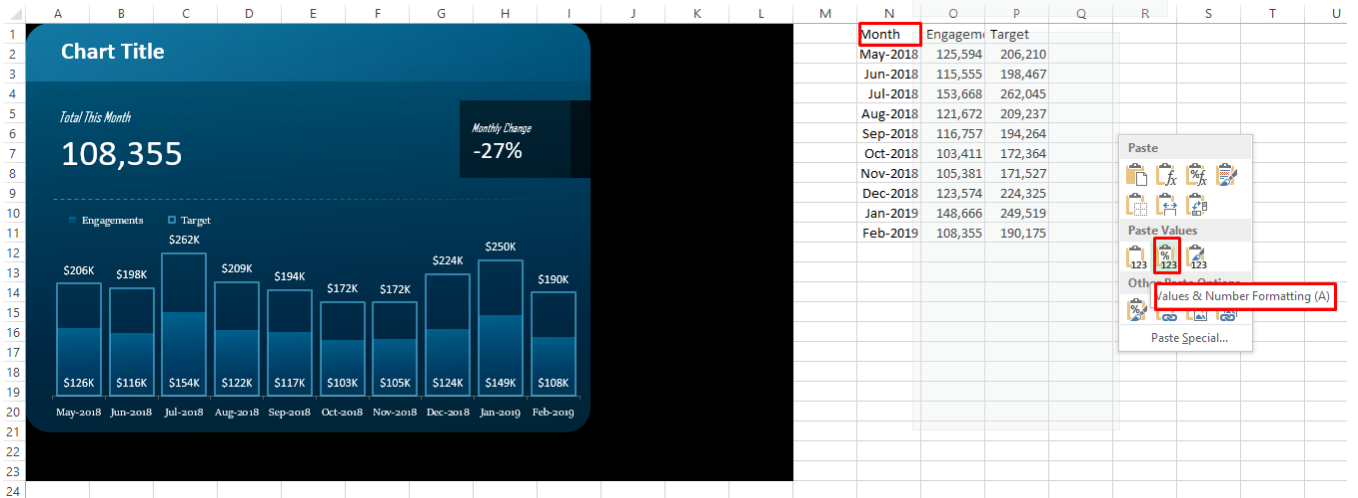 A B C D E F G H I J K L M N O P Q R S T U
1 Month Engagem Target
2 Chart Title May-2018 125,594 206,210
3 Jun-2018 115,555 198,467
4 Jul-2018 153,668 262,045
5 Total This Month Aug-2018 121,672 209,237
6 Monthly Change Sep-2018 116,757 194,264
7 108,355 -27% Oct-2018 103,411 172,364 Paste
8 Nov-2018 105,381 171,527
9 Dec-2018 123,574 224,325
10 Engagements Target Jan-2019 148,666 249,519
11 $262K Feb-2019 108,355 190,175 Paste Values
12 $250K
13 $206K $198K $209K $194K $224K $190K 123 123 123
14 $172K $172K Other Paste Options
15 Values & Number Formatting (A)
16
17 Paste Special...
18
19 $126K $116K $154K $122K $117K $103K $105K $124K $149K $108K
20 May-2018 Jun-2018 Jul-2018 Aug-2018 Sep-2018 Oct-2018 Nov-2018 Dec-2018 Jan-2019 Feb-2019
21
22
23
24